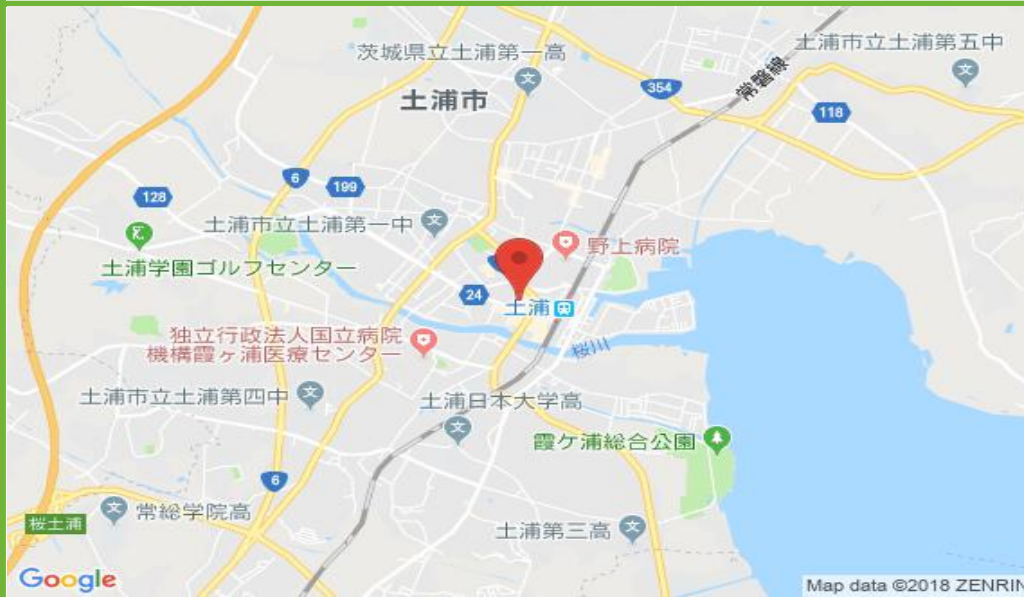 茨城県立土浦第一高
土浦市立土浦第五中
土浦市
常磐線
354
118
6
199
128
土浦市立土浦第一中
野上病院
土浦学園ゴルフセンター
24
土浦
独立行政法人国立病院
機構霞ヶ浦医療センター
桜川
土浦市立土浦第四中
土浦日本大学高
霞ケ浦総合公園
6
常総学院高
桜土浦
土浦第三高
Google
Map data ©2018 ZENRIN